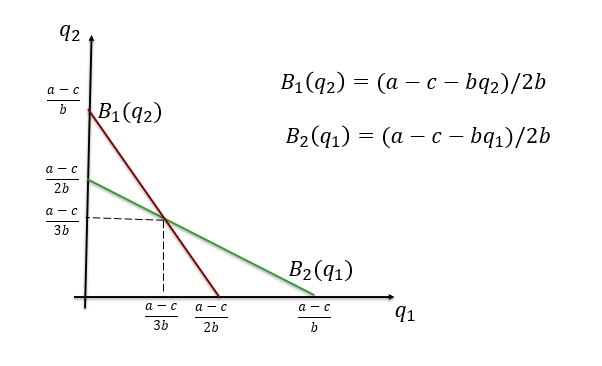 q₂
(a − c)/b
B₁(q₂)
B₁(q₂) = (a − c − bq₂)/2b
B₂(q₁) = (a − c − bq₁)/2b
(a − c)/2b
(a − c)/3b
B₂(q₁)
(a − c)/3b (a − c)/2b (a − c)/b
q₁